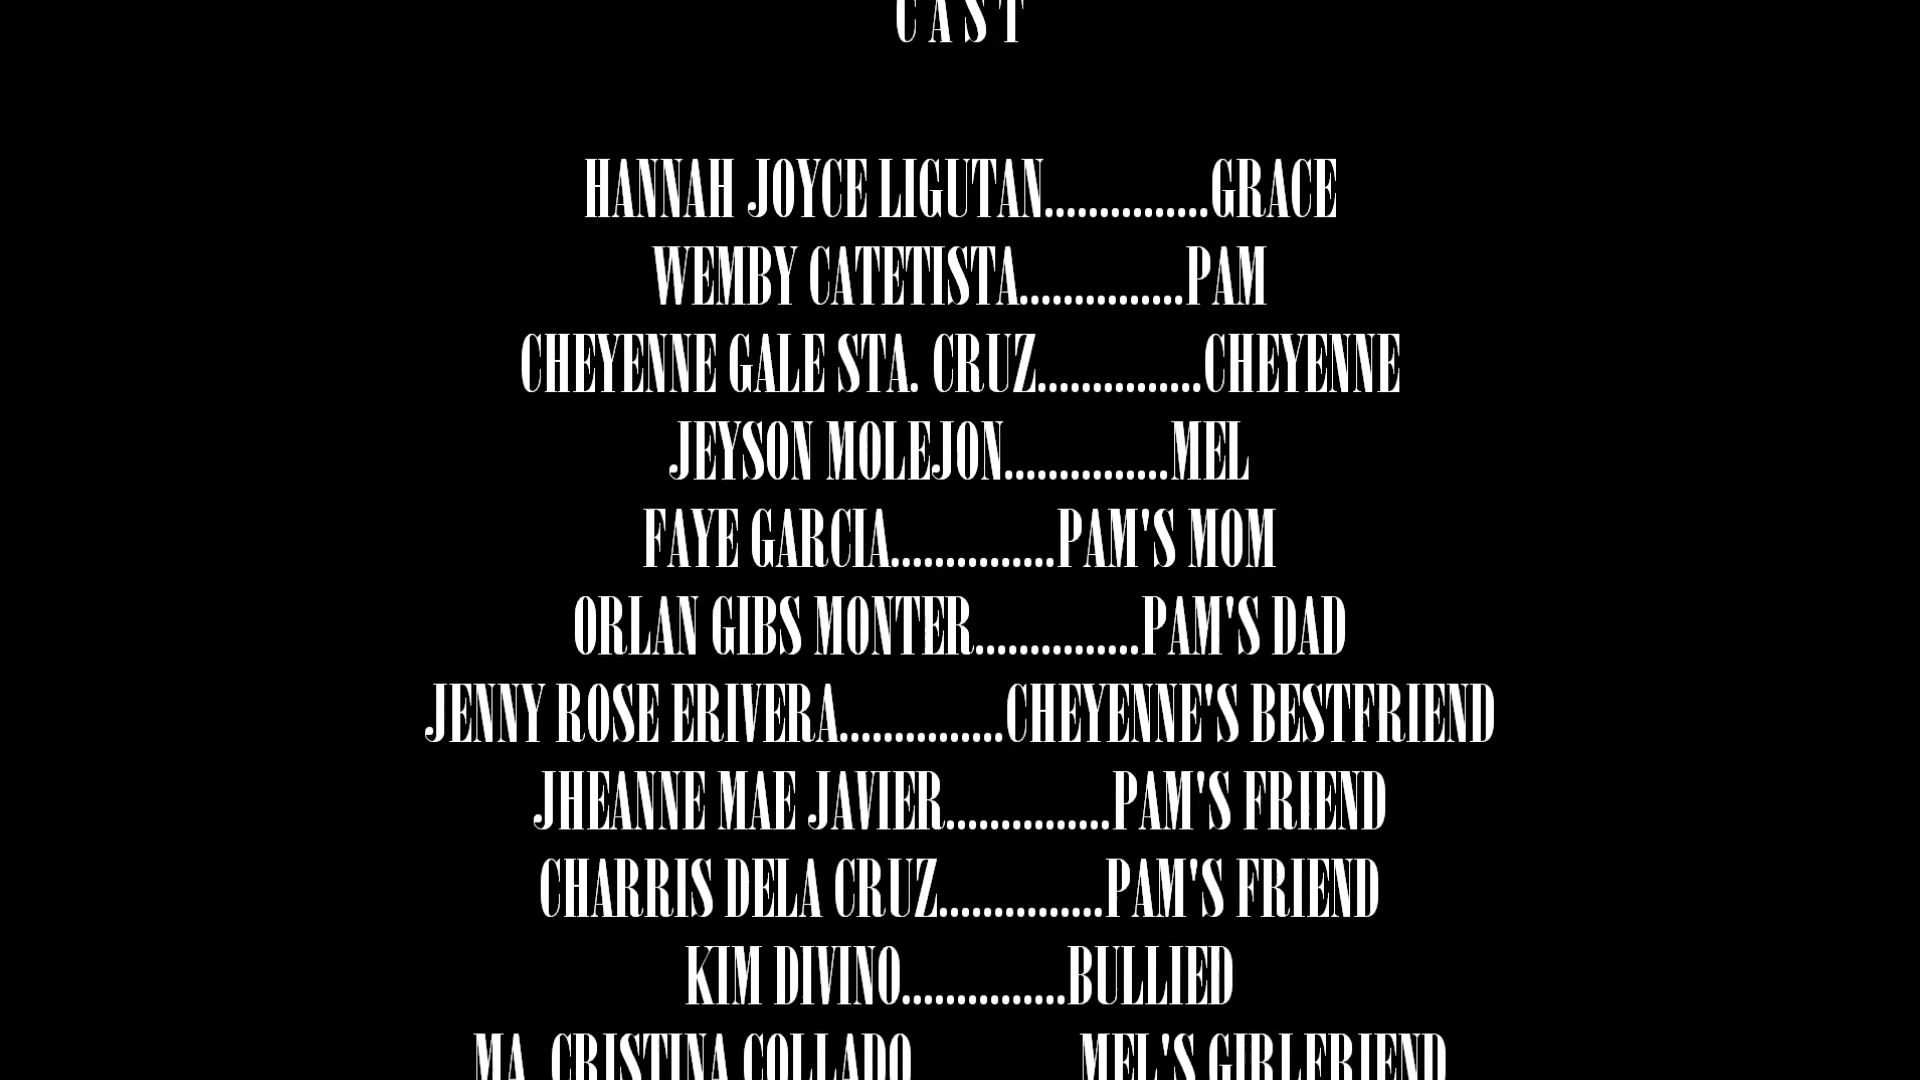 CAST
HANNAH JOYCE LIGUTAN...............GRACE
WEMBY CATETISTA...............PAM
CHEYENNE GALE STA. CRUZ...............CHEYENNE
JEYSON MOLEJON...............MEL
FAYE GARCIA...............PAM'S MOM
ORLAN GIBS MONTER...............PAM'S DAD
JENNY ROSE ERIVERA...............CHEYENNE'S BESTFRIEND
JHEANNE MAE JAVIER...............PAM'S FRIEND
CHARRIS DELA CRUZ...............PAM'S FRIEND
KIM DIVINO...............BULLIED
MA. CRISTINA COLLADO MEL'S GIRLFRIEND